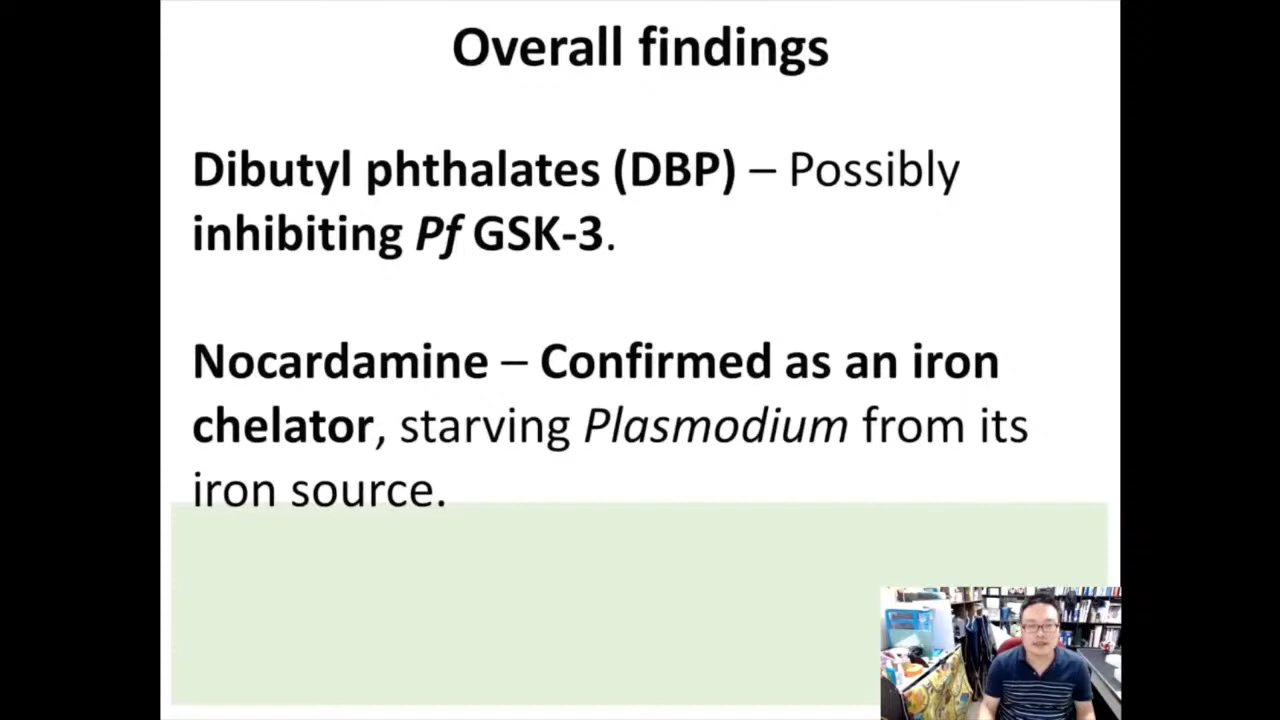 Overall findings
Dibutyl phthalates (DBP) – Possibly
inhibiting Pf GSK-3.
Nocardamine – Confirmed as an iron
chelator, starving Plasmodium from its
iron source.